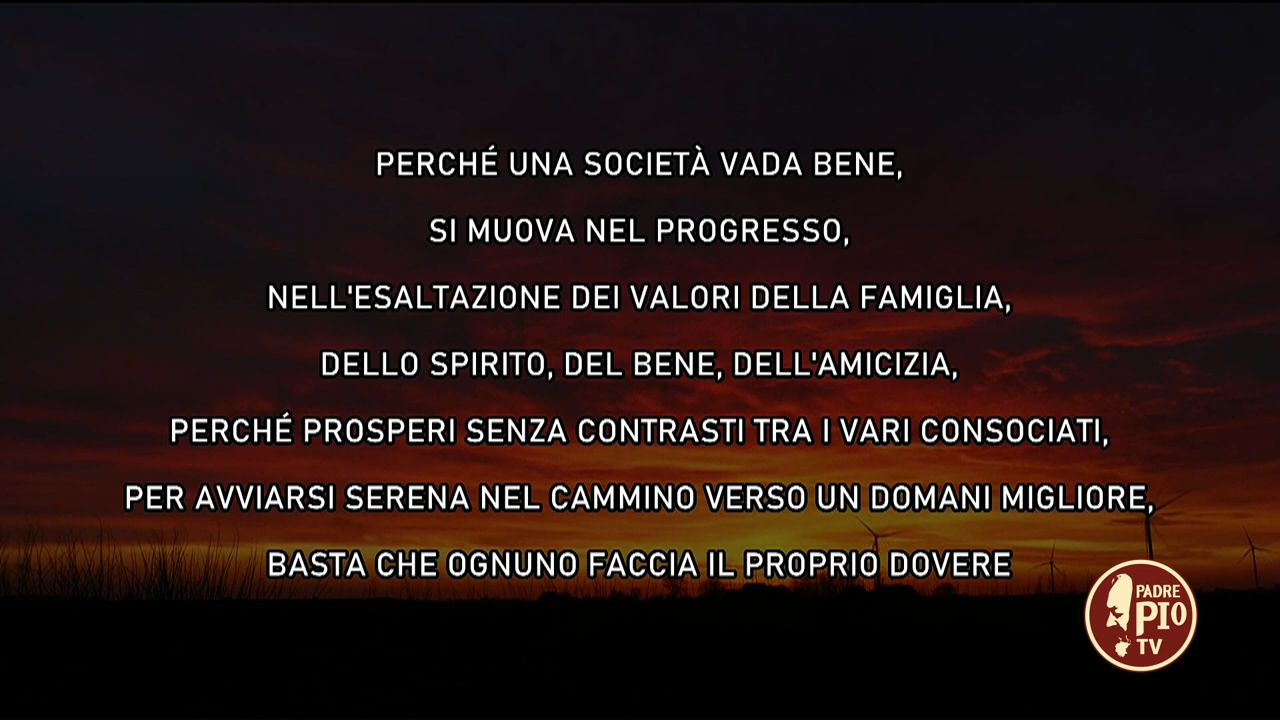 PERCHÉ UNA SOCIETÀ VADA BENE,
SI MUOVA NEL PROGRESSO,
NELL'ESALTAZIONE DEI VALORI DELLA FAMIGLIA,
DELLO SPIRITO, DEL BENE, DELL'AMICIZIA,
PERCHÉ PROSPERI SENZA CONTRASTI TRA I VARI CONSOCIATI,
PER AVVIARSI SERENA NEL CAMMINO VERSO UN DOMANI MIGLIORE,
BASTA CHE OGNUNO FACCIA IL PROPRIO DOVERE
PADRE
PIO
TV